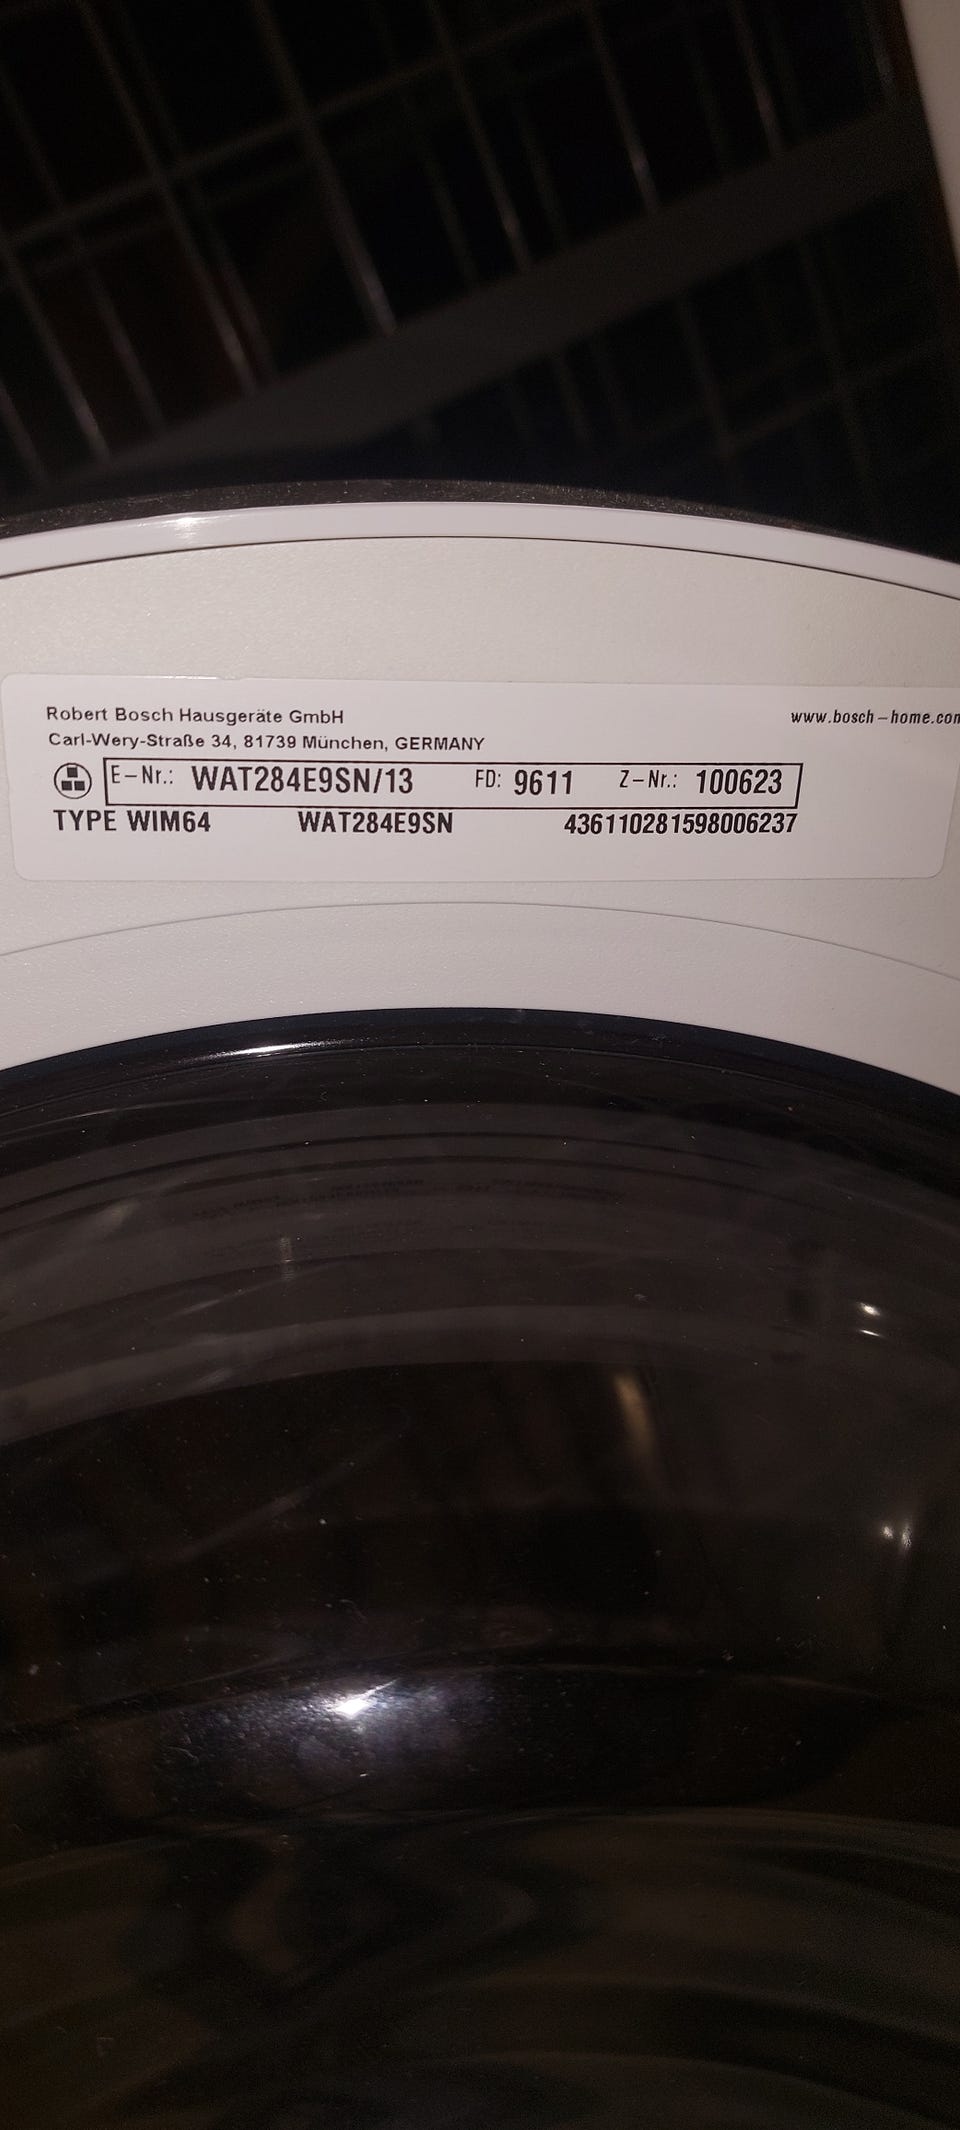 Robert Bosch Hausgeräte GmbH www.bosch-home.com
Carl-Wery-Straße 34, 81739 München, GERMANY
E-Nr.: WAT284E9SN/13 FD: 9611 Z-Nr.: 100623
TYPE WIM64 WAT284E9SN 436110281598006237